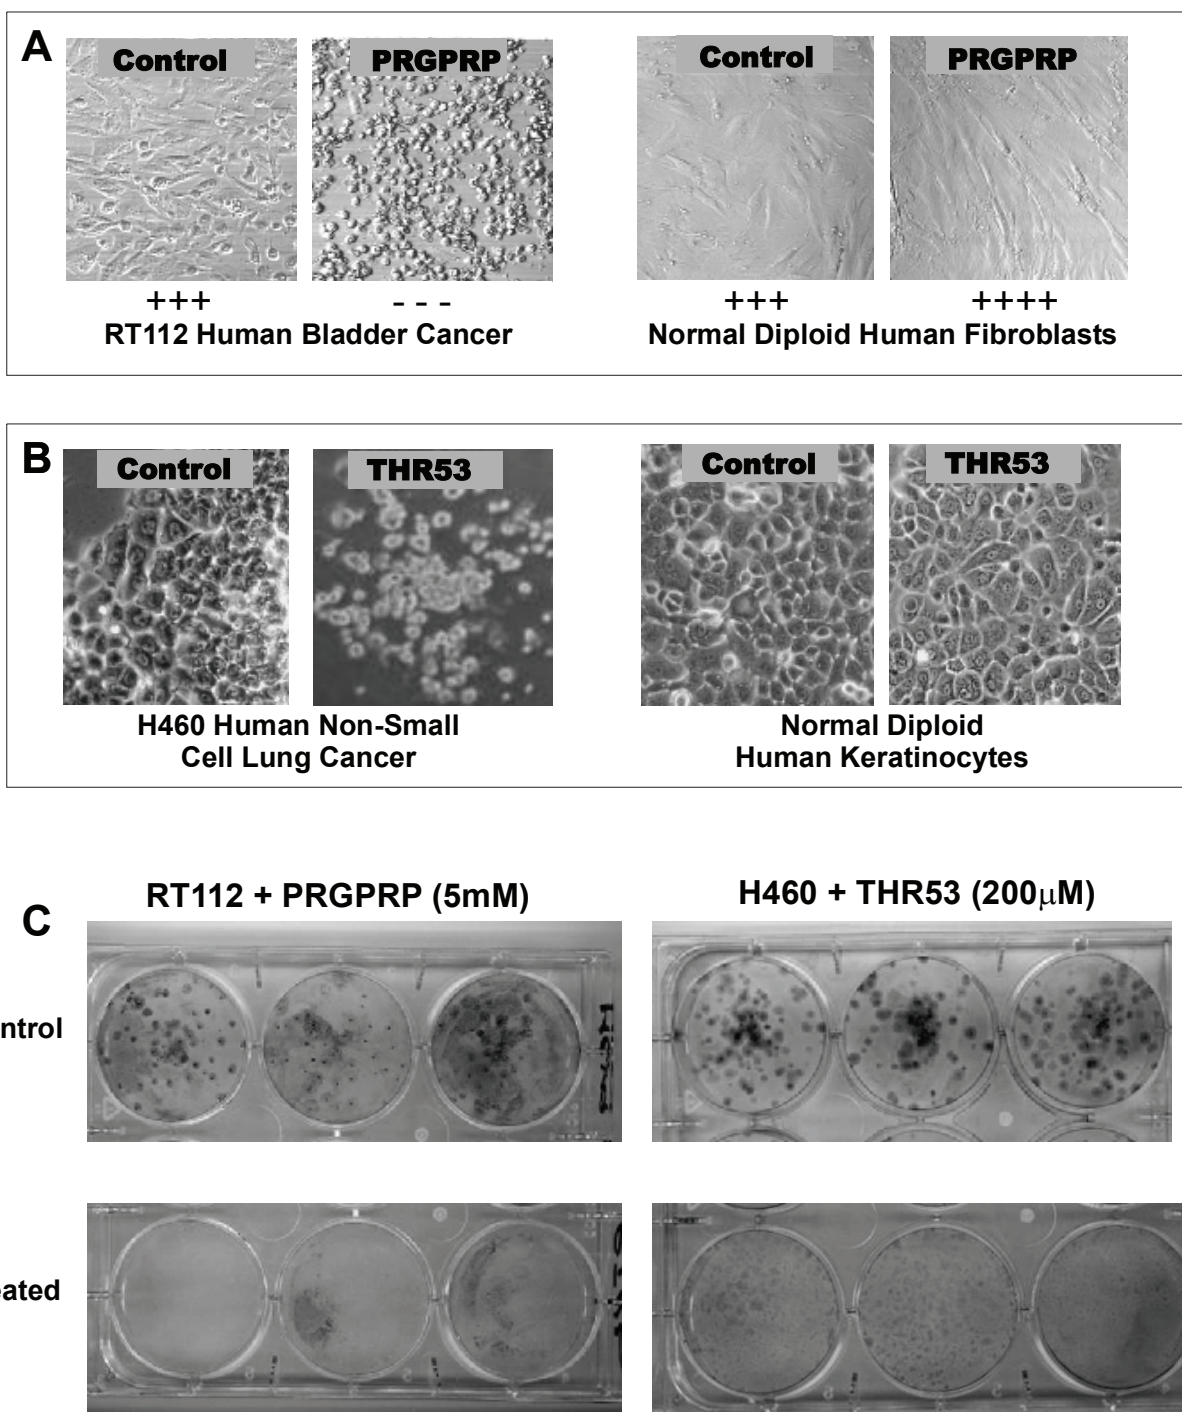 A
Control
PRGPRP
Control
PRGPRP
+++
- - -
+++
++++
RT112 Human Bladder Cancer
Normal Diploid Human Fibroblasts
B
Control
THR53
Control
THR53
H460 Human Non-Small
Cell Lung Cancer
Normal Diploid
Human Keratinocytes
C
RT112 + PRGPRP (5mM)
H460 + THR53 (200μM)
ntrol
ated